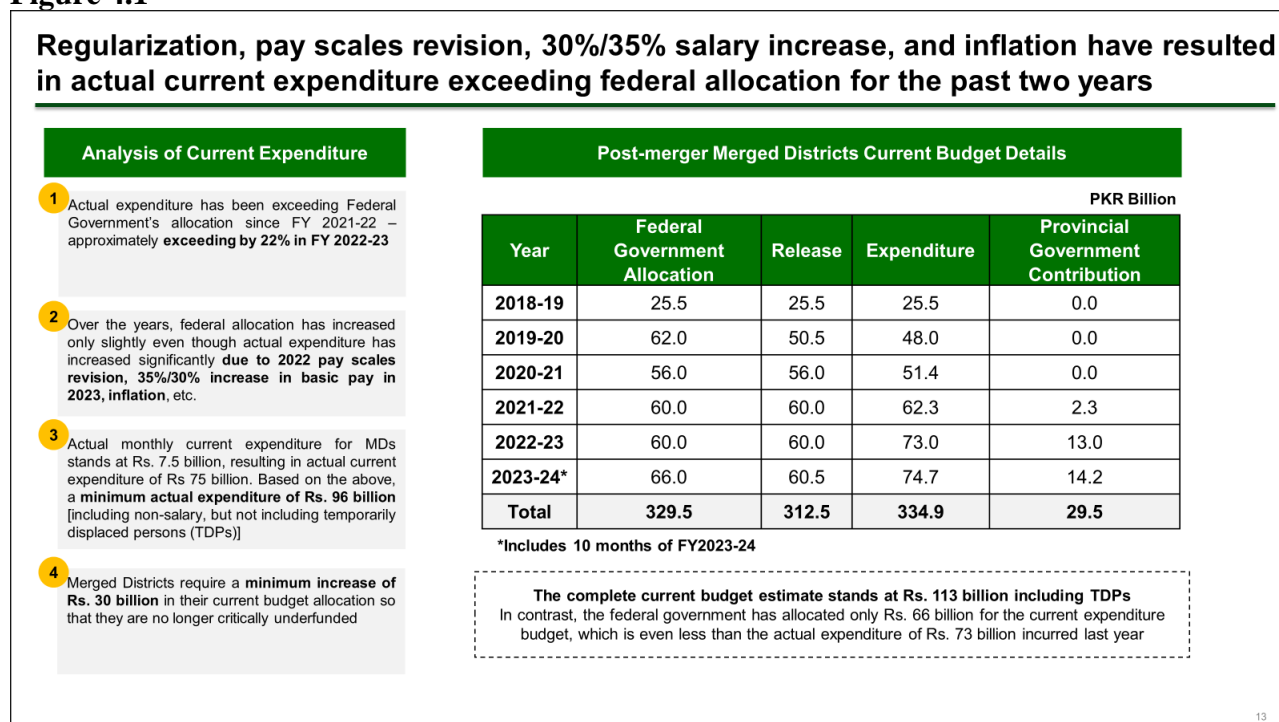 Figure 4.1
Regularization, pay scales revision, 30%/35% salary increase, and inflation have resulted
in actual current expenditure exceeding federal allocation for the past two years
Analysis of Current Expenditure
1
Actual expenditure has been exceeding Federal
Government's allocation since FY 2021-22 –
approximately exceeding by 22% in FY 2022-23
2
Over the years, federal allocation has increased
only slightly even though actual expenditure has
increased significantly due to 2022 pay scales
revision, 35%/30% increase in basic pay in
2023, inflation, etc.
3
Actual monthly current expenditure for MDs
stands at Rs. 7.5 billion, resulting in actual current
expenditure of Rs 75 billion. Based on the above,
a minimum actual expenditure of Rs. 96 billion
[including non-salary, but not including temporarily
displaced persons (TDPs)]
4
Merged Districts require a minimum increase of
Rs. 30 billion in their current budget allocation so
that they are no longer critically underfunded
Post-merger Merged Districts Current Budget Details
PKR Billion
Year Federal Government Allocation Release Expenditure Provincial Government Contribution
2018-19 25.5 25.5 25.5 0.0
2019-20 62.0 50.5 48.0 0.0
2020-21 56.0 56.0 51.4 0.0
2021-22 60.0 60.0 62.3 2.3
2022-23 60.0 60.0 73.0 13.0
2023-24* 66.0 60.5 74.7 14.2
Total 329.5 312.5 334.9 29.5
*Includes 10 months of FY2023-24
The complete current budget estimate stands at Rs. 113 billion including TDPs
In contrast, the federal government has allocated only Rs. 66 billion for the current expenditure
budget, which is even less than the actual expenditure of Rs. 73 billion incurred last year
13